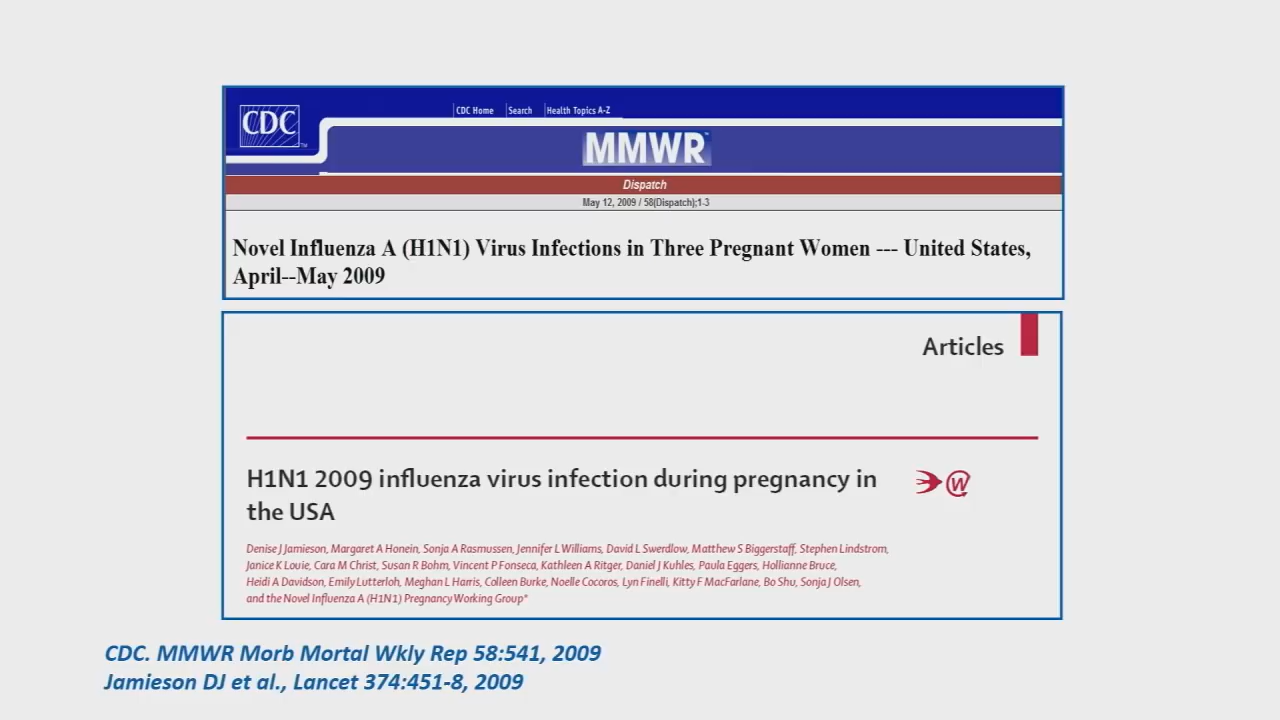 CDC
CDC Home Search Health Topics A-Z
MMWR™
Dispatch
May 12, 2009 / 58(Dispatch);1-3
Novel Influenza A (H1N1) Virus Infections in Three Pregnant Women --- United States,
April--May 2009
Articles
H1N1 2009 influenza virus infection during pregnancy in
the USA
W
Denise J Jamieson, Margaret A Honein, Sonja A Rasmussen, Jennifer L Williams, David L Swerdlow, Matthew S Biggerstaff, Stephen Lindstrom,
Janice K Louie, Cara M Christ, Susan R Bohm, Vincent P Fonseca, Kathleen A Ritger, Daniel J Kuhles, Paula Eggers, Hollianne Bruce,
Heidi A Davidson, Emily Lutterloh, Meghan L Harris, Colleen Burke, Noelle Cocoros, Lyn Finelli, Kitty F MacFarlane, Bo Shu, Sonja J Olsen,
and the Novel Influenza A (H1N1) Pregnancy Working Group*
CDC. MMWR Morb Mortal Wkly Rep 58:541, 2009
Jamieson DJ et al., Lancet 374:451-8, 2009